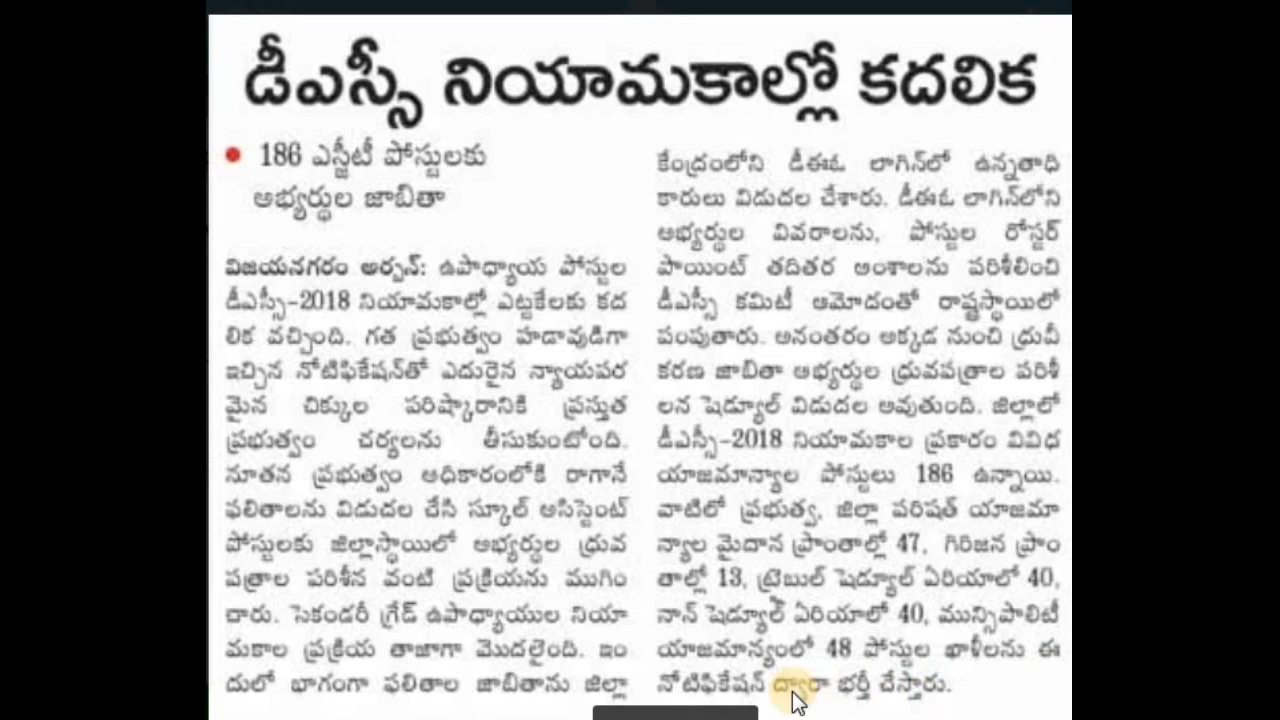 డీఎస్సీ నియామకాల్లో కదలిక
• 186 ఎస్జీటీ పోస్టులకు
అభ్యర్థుల జాబితా
విజయనగరం అర్బన్: ఉపాధ్యాయ పోస్టుల
డీఎస్సీ-2018 నియామకాల్లో ఎట్టకేలకు కద
లిక వచ్చింది. గత ప్రభుత్వం హడావుడిగా
ఇచ్చిన నోటిఫికేషన్‌తో ఎదురైన న్యాయపర
మైన చిక్కుల పరిష్కారానికి ప్రస్తుత
ప్రభుత్వం చర్యలను తీసుకుంటోంది.
నూతన ప్రభుత్వం అధికారంలోకి రాగానే
ఫలితాలను విడుదల చేసి స్కూల్ అసిస్టెంట్
పోస్టులకు జిల్లాస్థాయిలో అభ్యర్థుల ధ్రువ
పత్రాల పరిశీన వంటి ప్రక్రియను ముగిం
చారు. సెకండరీ గ్రేడ్ ఉపాధ్యాయుల నియా
మకాల ప్రక్రియ తాజాగా మొదలైంది. ఇం
దులో భాగంగా ఫలితాల జాబితాను జిల్లా
కేంద్రంలోని డీఈఓ లాగిన్‌లో ఉన్నతాధి
కారులు విడుదల చేశారు. డీఈఓ లాగిన్‌లోని
అభ్యర్థుల వివరాలను, పోస్టుల రోస్టర్
పాయింట్ తదితర అంశాలను పరిశీలించి
డీఎస్సీ కమిటీ ఆమోదంతో రాష్ట్రస్థాయిలో
పంపుతారు. అనంతరం అక్కడ నుంచి ధ్రువీ
కరణ జాబితా అభ్యర్థుల ధ్రువపత్రాల పరిశీ
లన షెడ్యూల్ విడుదల అవుతుంది. జిల్లాలో
డీఎస్సీ-2018 నియామకాల ప్రకారం వివిధ
యాజమాన్యాల పోస్టులు 186 ఉన్నాయి.
వాటిలో ప్రభుత్వ, జిల్లా పరిషత్ యాజమా
న్యాల మైదాన ప్రాంతాల్లో 47, గిరిజన ప్రాం
తాల్లో 13, ట్రైబుల్ షెడ్యూల్ ఏరియాలో 40,
నాన్ షెడ్యూల్ ఏరియాలో 40, మున్సిపాలిటీ
యాజమాన్యంలో 48 పోస్టుల ఖాళీలను ఈ
నోటిఫికేషన్ ద్వారా భర్తీ చేస్తారు.